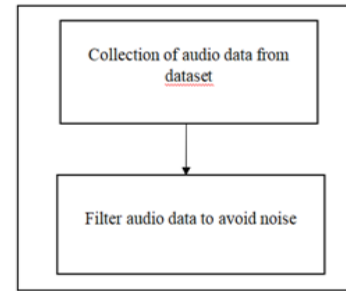 Collection of audio data from
dataset
Filter audio data to avoid noise